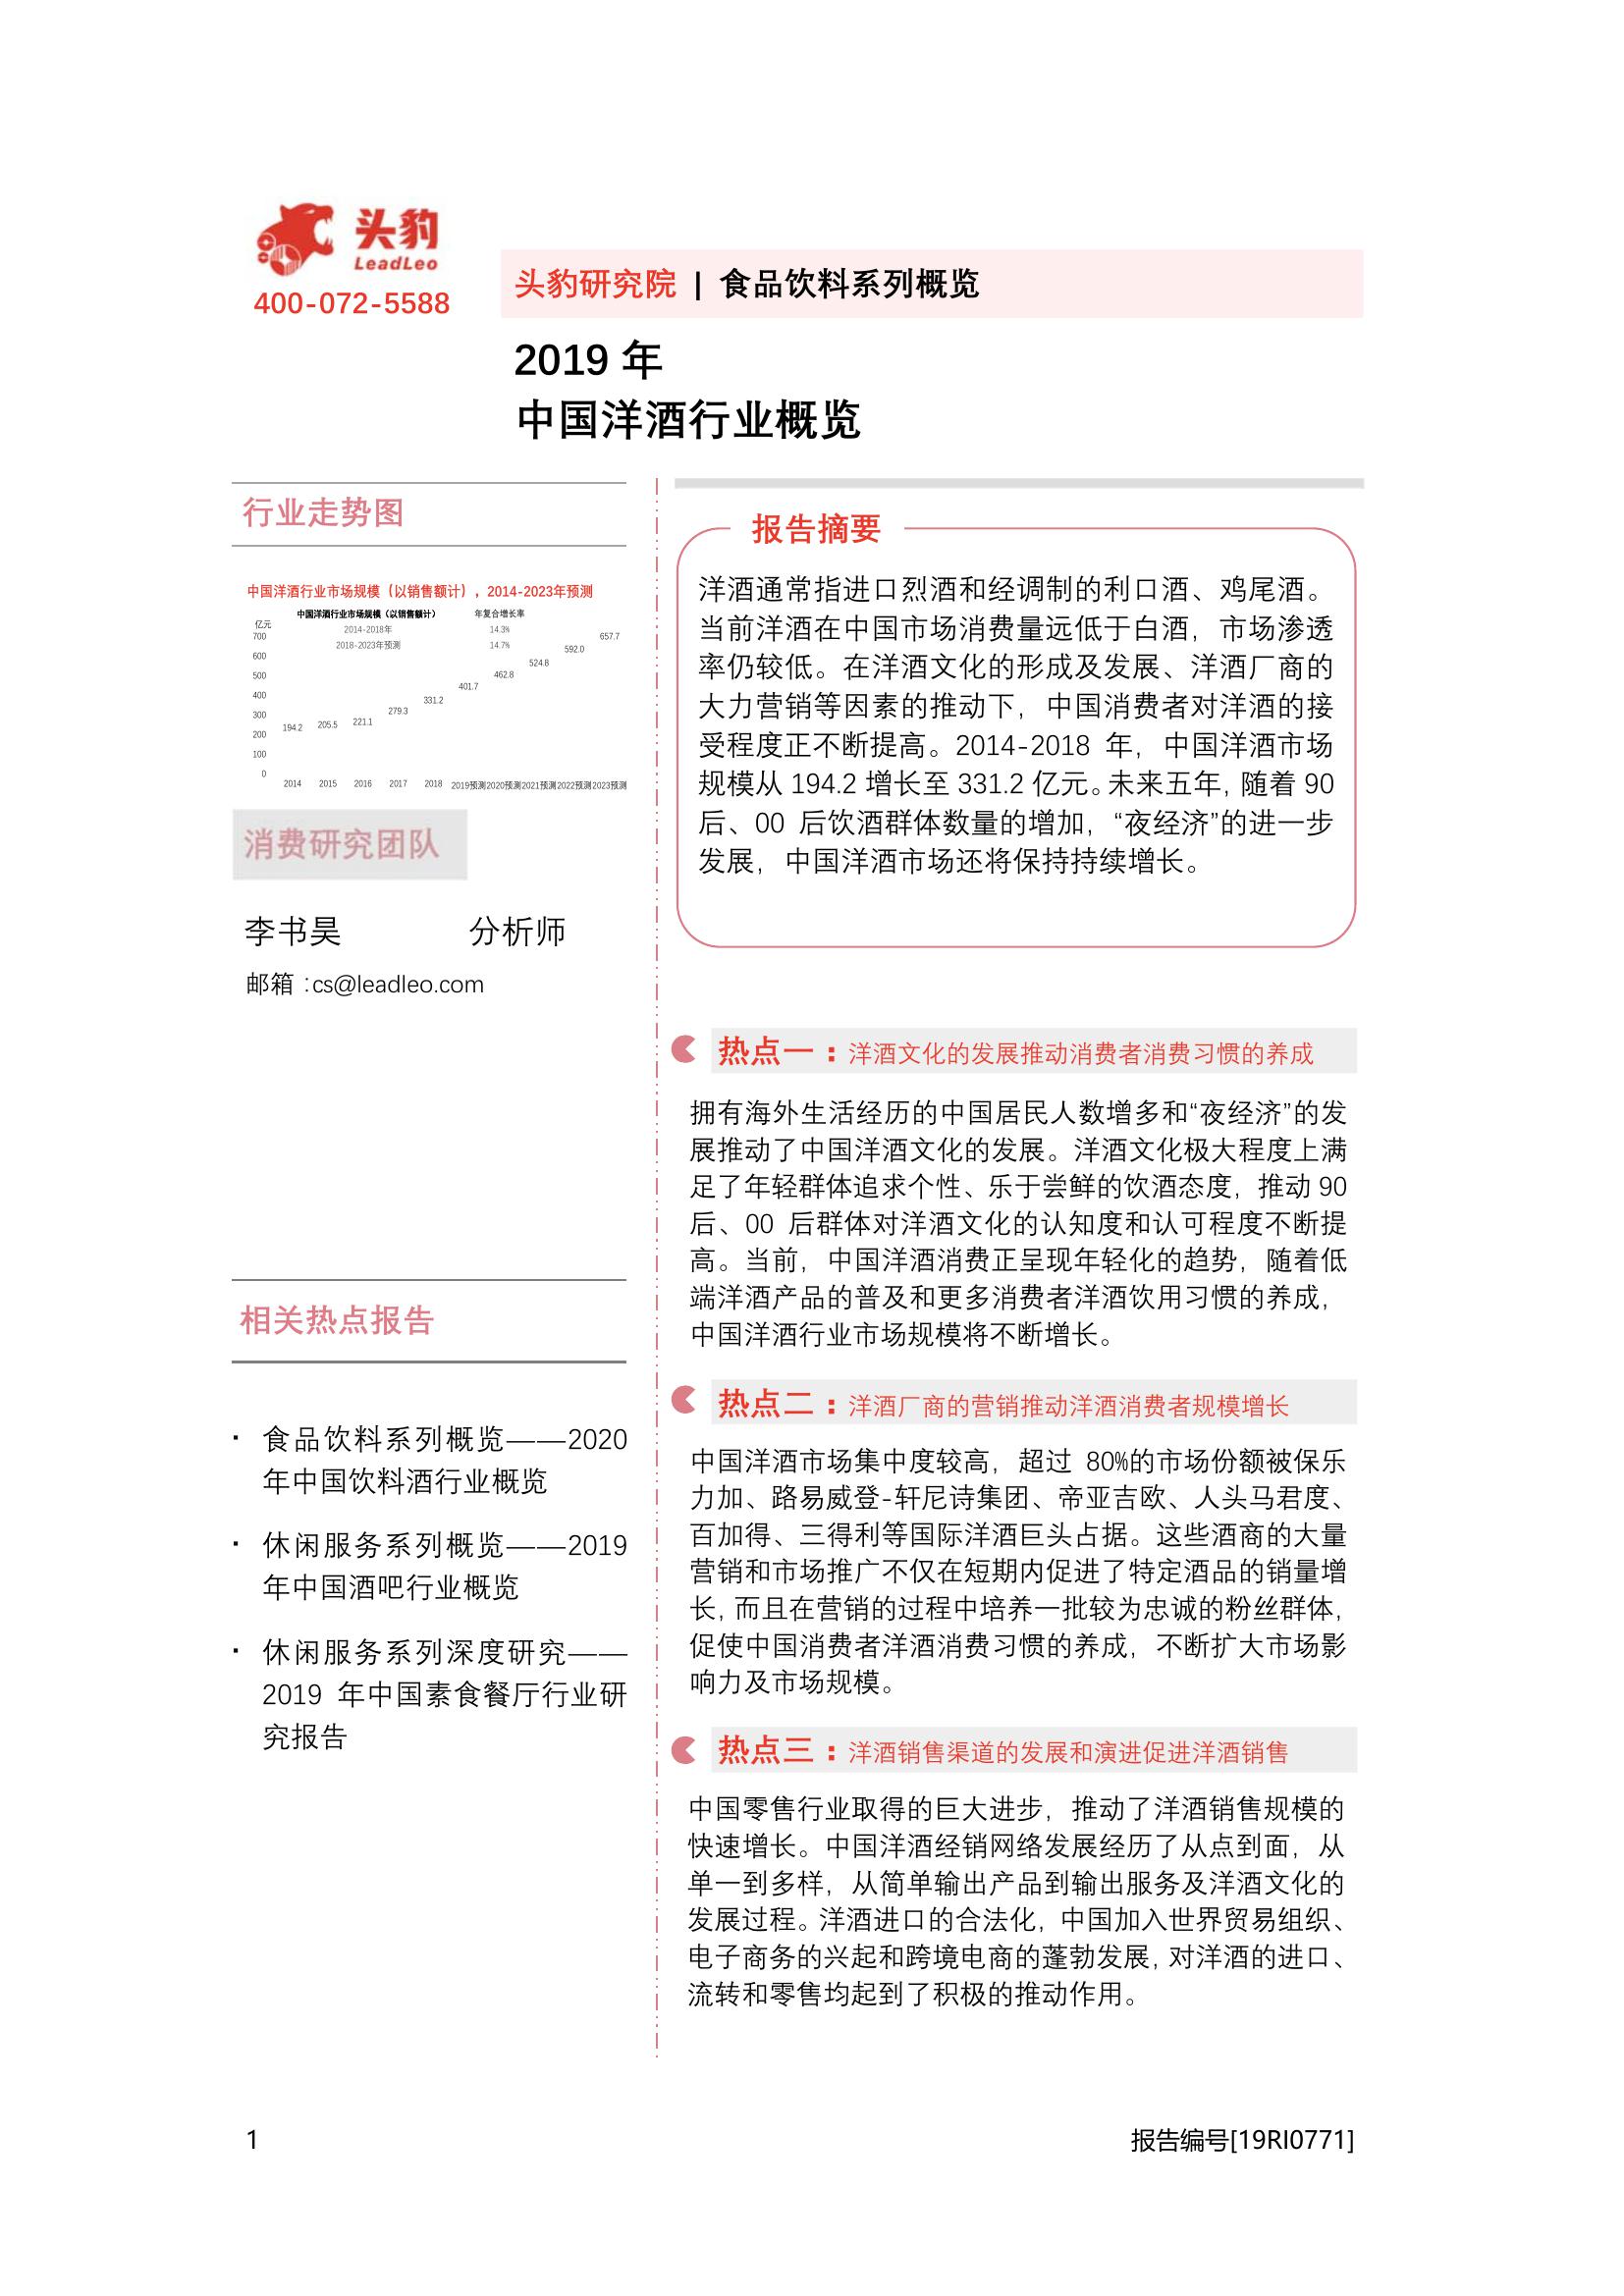 头豹
LeadLeo
400-072-5588
头豹研究院 | 食品饮料系列概览
2019 年
中国洋酒行业概览
行业走势图
中国洋酒行业市场规模（以销售额计），2014-2023年预测
中国洋酒行业市场规模（以销售额计） 年复合增长率
2014-2018年 14.3%
2018-2023年预测 14.7%
亿元
700
600
500
400
300
200
100
0
194.2 205.5 221.1 279.3 331.2 401.7 462.8 524.8 592.0 657.7
2014 2015 2016 2017 2018 2019预测 2020预测 2021预测 2022预测 2023预测
消费研究团队
李书昊 分析师
邮箱：cs@leadleo.com
相关热点报告
· 食品饮料系列概览——2020
年中国饮料酒行业概览
· 休闲服务系列概览——2019
年中国酒吧行业概览
· 休闲服务系列深度研究——
2019 年中国素食餐厅行业研
究报告
报告摘要
洋酒通常指进口烈酒和经调制的利口酒、鸡尾酒。
当前洋酒在中国市场消费量远低于白酒，市场渗透
率仍较低。在洋酒文化的形成及发展、洋酒厂商的
大力营销等因素的推动下，中国消费者对洋酒的接
受程度正不断提高。2014-2018 年，中国洋酒市场
规模从 194.2 增长至 331.2 亿元。未来五年，随着 90
后、00 后饮酒群体数量的增加，“夜经济”的进一步
发展，中国洋酒市场还将保持持续增长。
热点一：洋酒文化的发展推动消费者消费习惯的养成
拥有海外生活经历的中国居民人数增多和“夜经济”的发
展推动了中国洋酒文化的发展。洋酒文化极大程度上满
足了年轻群体追求个性、乐于尝鲜的饮酒态度，推动 90
后、00 后群体对洋酒文化的认知度和认可程度不断提
高。当前，中国洋酒消费正呈现年轻化的趋势，随着低
端洋酒产品的普及和更多消费者洋酒饮用习惯的养成，
中国洋酒行业市场规模将不断增长。
热点二：洋酒厂商的营销推动洋酒消费者规模增长
中国洋酒市场集中度较高，超过 80%的市场份额被保乐
力加、路易威登-轩尼诗集团、帝亚吉欧、人头马君度、
百加得、三得利等国际洋酒巨头占据。这些酒商的大量
营销和市场推广不仅在短期内促进了特定酒品的销量增
长，而且在营销的过程中培养一批较为忠诚的粉丝群体，
促使中国消费者洋酒消费习惯的养成，不断扩大市场影
响力及市场规模。
热点三：洋酒销售渠道的发展和演进促进洋酒销售
中国零售行业取得的巨大进步，推动了洋酒销售规模的
快速增长。中国洋酒经销网络发展经历了从点到面，从
单一到多样，从简单输出产品到输出服务及洋酒文化的
发展过程。洋酒进口的合法化，中国加入世界贸易组织、
电子商务的兴起和跨境电商的蓬勃发展，对洋酒的进口、
流转和零售均起到了积极的推动作用。
1
报告编号[19RI0771]